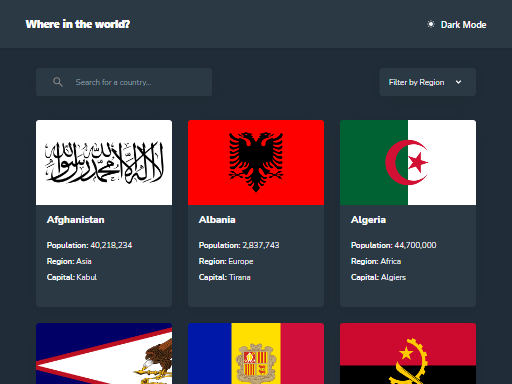 Where in the world?
Dark Mode
Search for a country...
Filter by Region
لا إله إلا الله محمد رسول الله
Afghanistan
Population: 40,218,234
Region: Asia
Capital: Kabul
Albania
Population: 2,837,743
Region: Europe
Capital: Tirana
Algeria
Population: 44,700,000
Region: Africa
Capital: Algiers